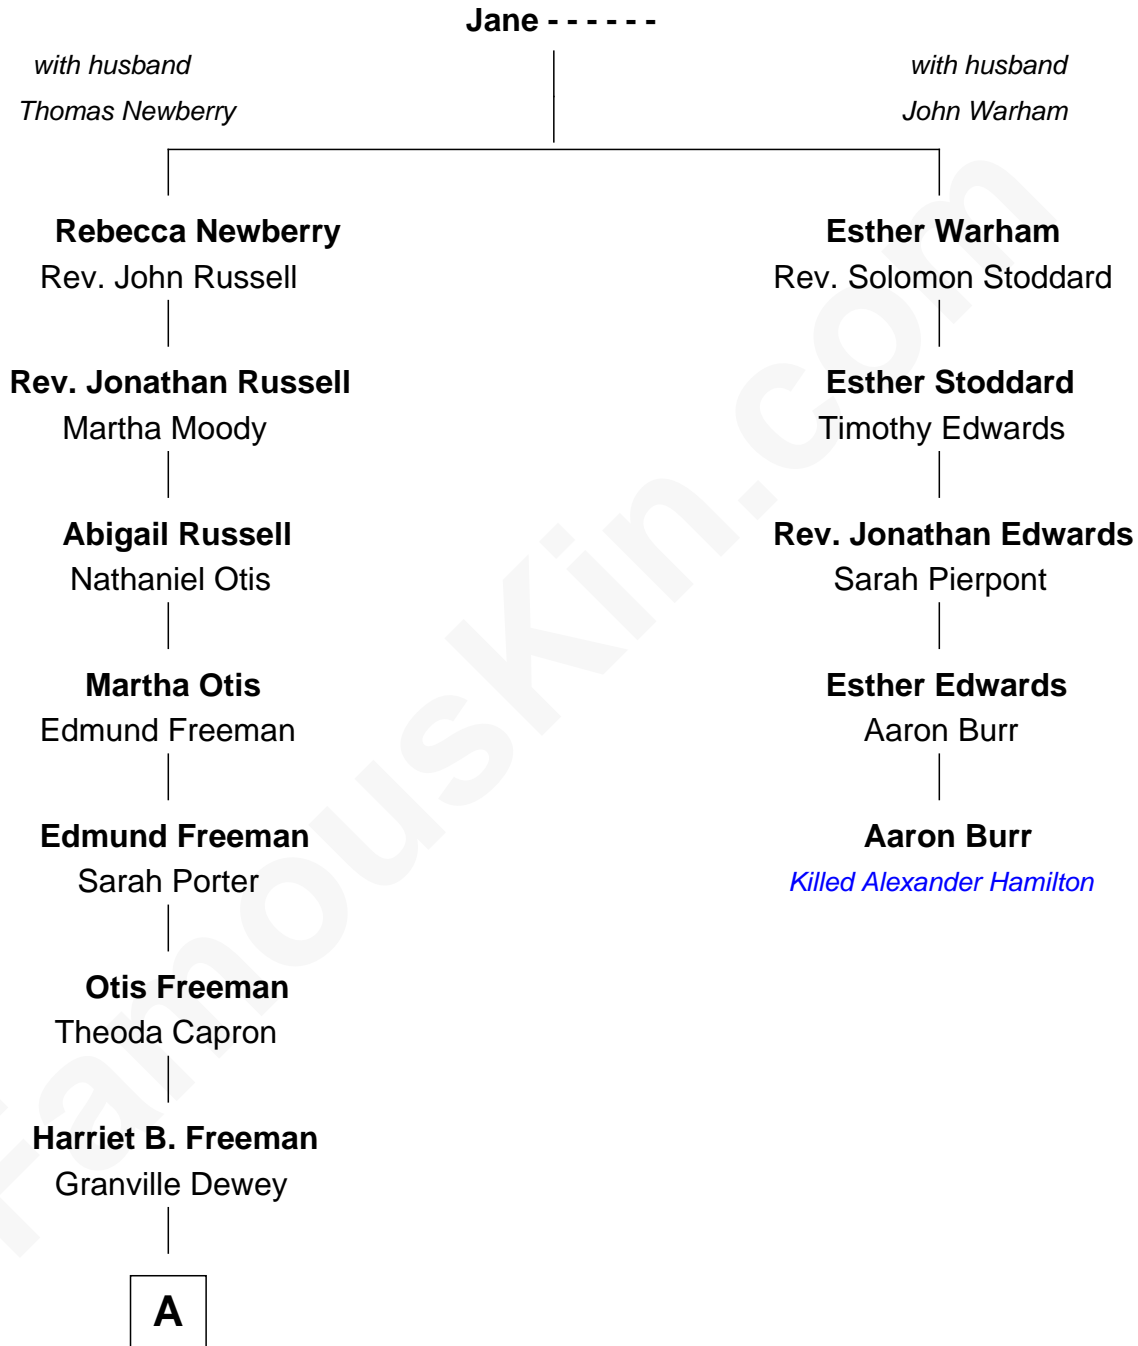 Jane - - - - - -
with husband
Thomas Newberry
with husband
John Warham
Rebecca Newberry
Rev. John Russell
Esther Warham
Rev. Solomon Stoddard
Rev. Jonathan Russell
Martha Moody
Esther Stoddard
Timothy Edwards
Abigail Russell
Nathaniel Otis
Rev. Jonathan Edwards
Sarah Pierpont
Martha Otis
Edmund Freeman
Esther Edwards
Aaron Burr
Edmund Freeman
Sarah Porter
Aaron Burr
Killed Alexander Hamilton
Otis Freeman
Theoda Capron
Harriet B. Freeman
Granville Dewey
A
FamousKin.com